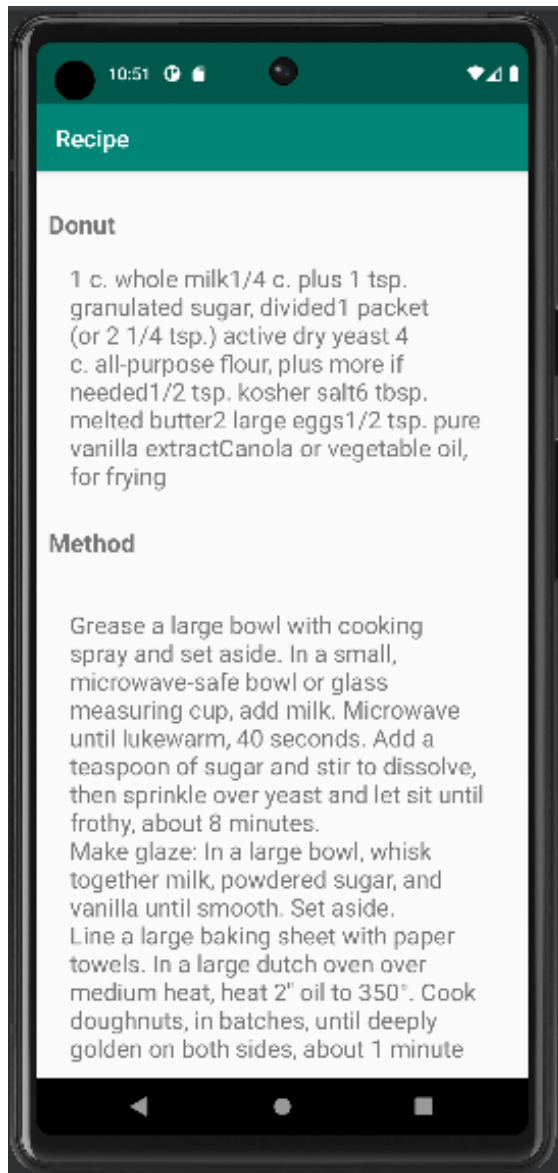 10:51
Recipe
Donut
1 c. whole milk1/4 c. plus 1 tsp.
granulated sugar, divided1 packet
(or 2 1/4 tsp.) active dry yeast 4
c. all-purpose flour, plus more if
needed1/2 tsp. kosher salt6 tbsp.
melted butter2 large eggs1/2 tsp. pure
vanilla extractCanola or vegetable oil,
for frying
Method
Grease a large bowl with cooking
spray and set aside. In a small,
microwave-safe bowl or glass
measuring cup, add milk. Microwave
until lukewarm, 40 seconds. Add a
teaspoon of sugar and stir to dissolve,
then sprinkle over yeast and let sit until
frothy, about 8 minutes.
Make glaze: In a large bowl, whisk
together milk, powdered sugar, and
vanilla until smooth. Set aside.
Line a large baking sheet with paper
towels. In a large dutch oven over
medium heat, heat 2" oil to 350°. Cook
doughnuts, in batches, until deeply
golden on both sides, about 1 minute